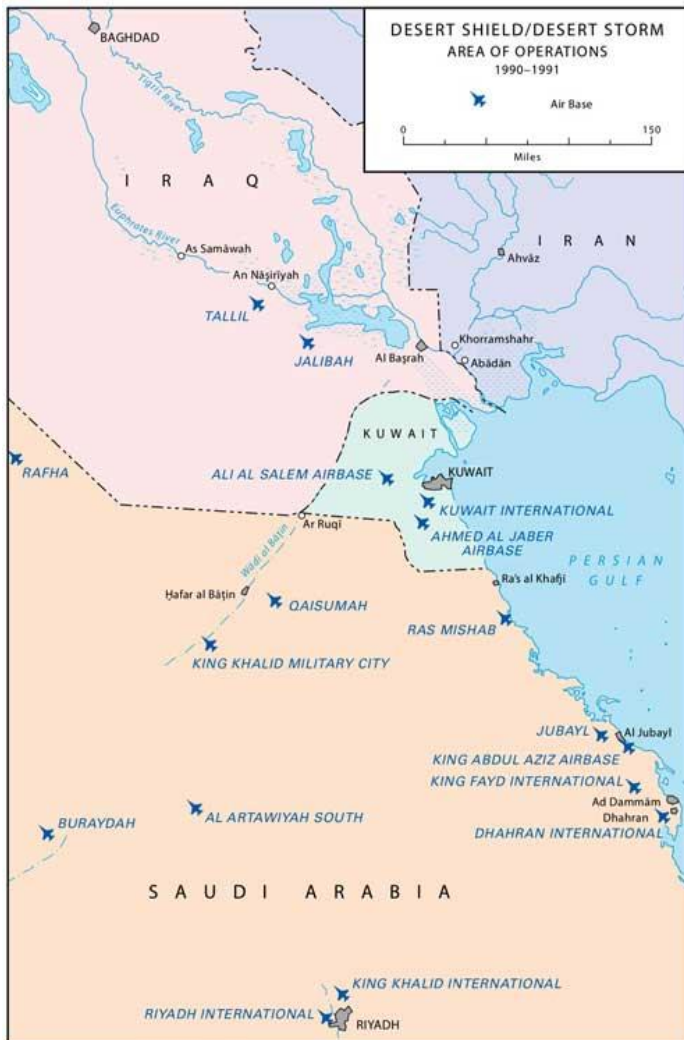 DESERT SHIELD/DESERT STORM
AREA OF OPERATIONS
1990–1991
Air Base
0 150
Miles
BAGHDAD
Tigris River
IRAQ
Euphrates River
As Samāwah
An Nāşirīyah
TALLIL
JALIBAH
Al Başrah
IRAN
Ahvāz
Khorramshahr
Abādān
RAFHA
KUWAIT
ALI AL SALEM AIRBASE
KUWAIT
KUWAIT INTERNATIONAL
AHMED AL JABER
AIRBASE
Ar Ruqī
Wādī al Bāţin
Ḩafar al Bāţin
QAISUMAH
KING KHALID MILITARY CITY
PERSIAN
GULF
Ra's al Khafjī
RAS MISHAB
JUBAYL
Al Jubayl
KING ABDUL AZIZ AIRBASE
KING FAYD INTERNATIONAL
Ad Dammām
Dhahran
DHAHRAN INTERNATIONAL
BURAYDAH
AL ARTAWIYAH SOUTH
SAUDI ARABIA
KING KHALID INTERNATIONAL
RIYADH INTERNATIONAL
RIYADH